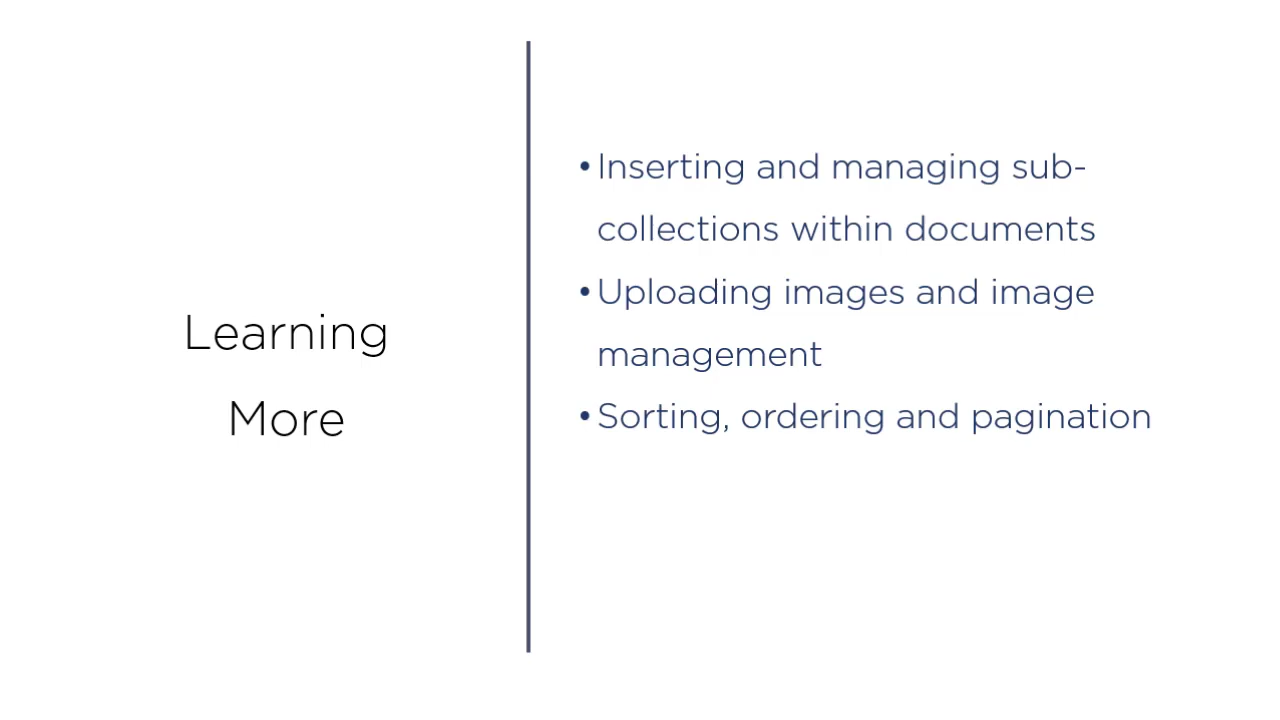 Learning
More
• Inserting and managing sub-
collections within documents
• Uploading images and image
management
• Sorting, ordering and pagination